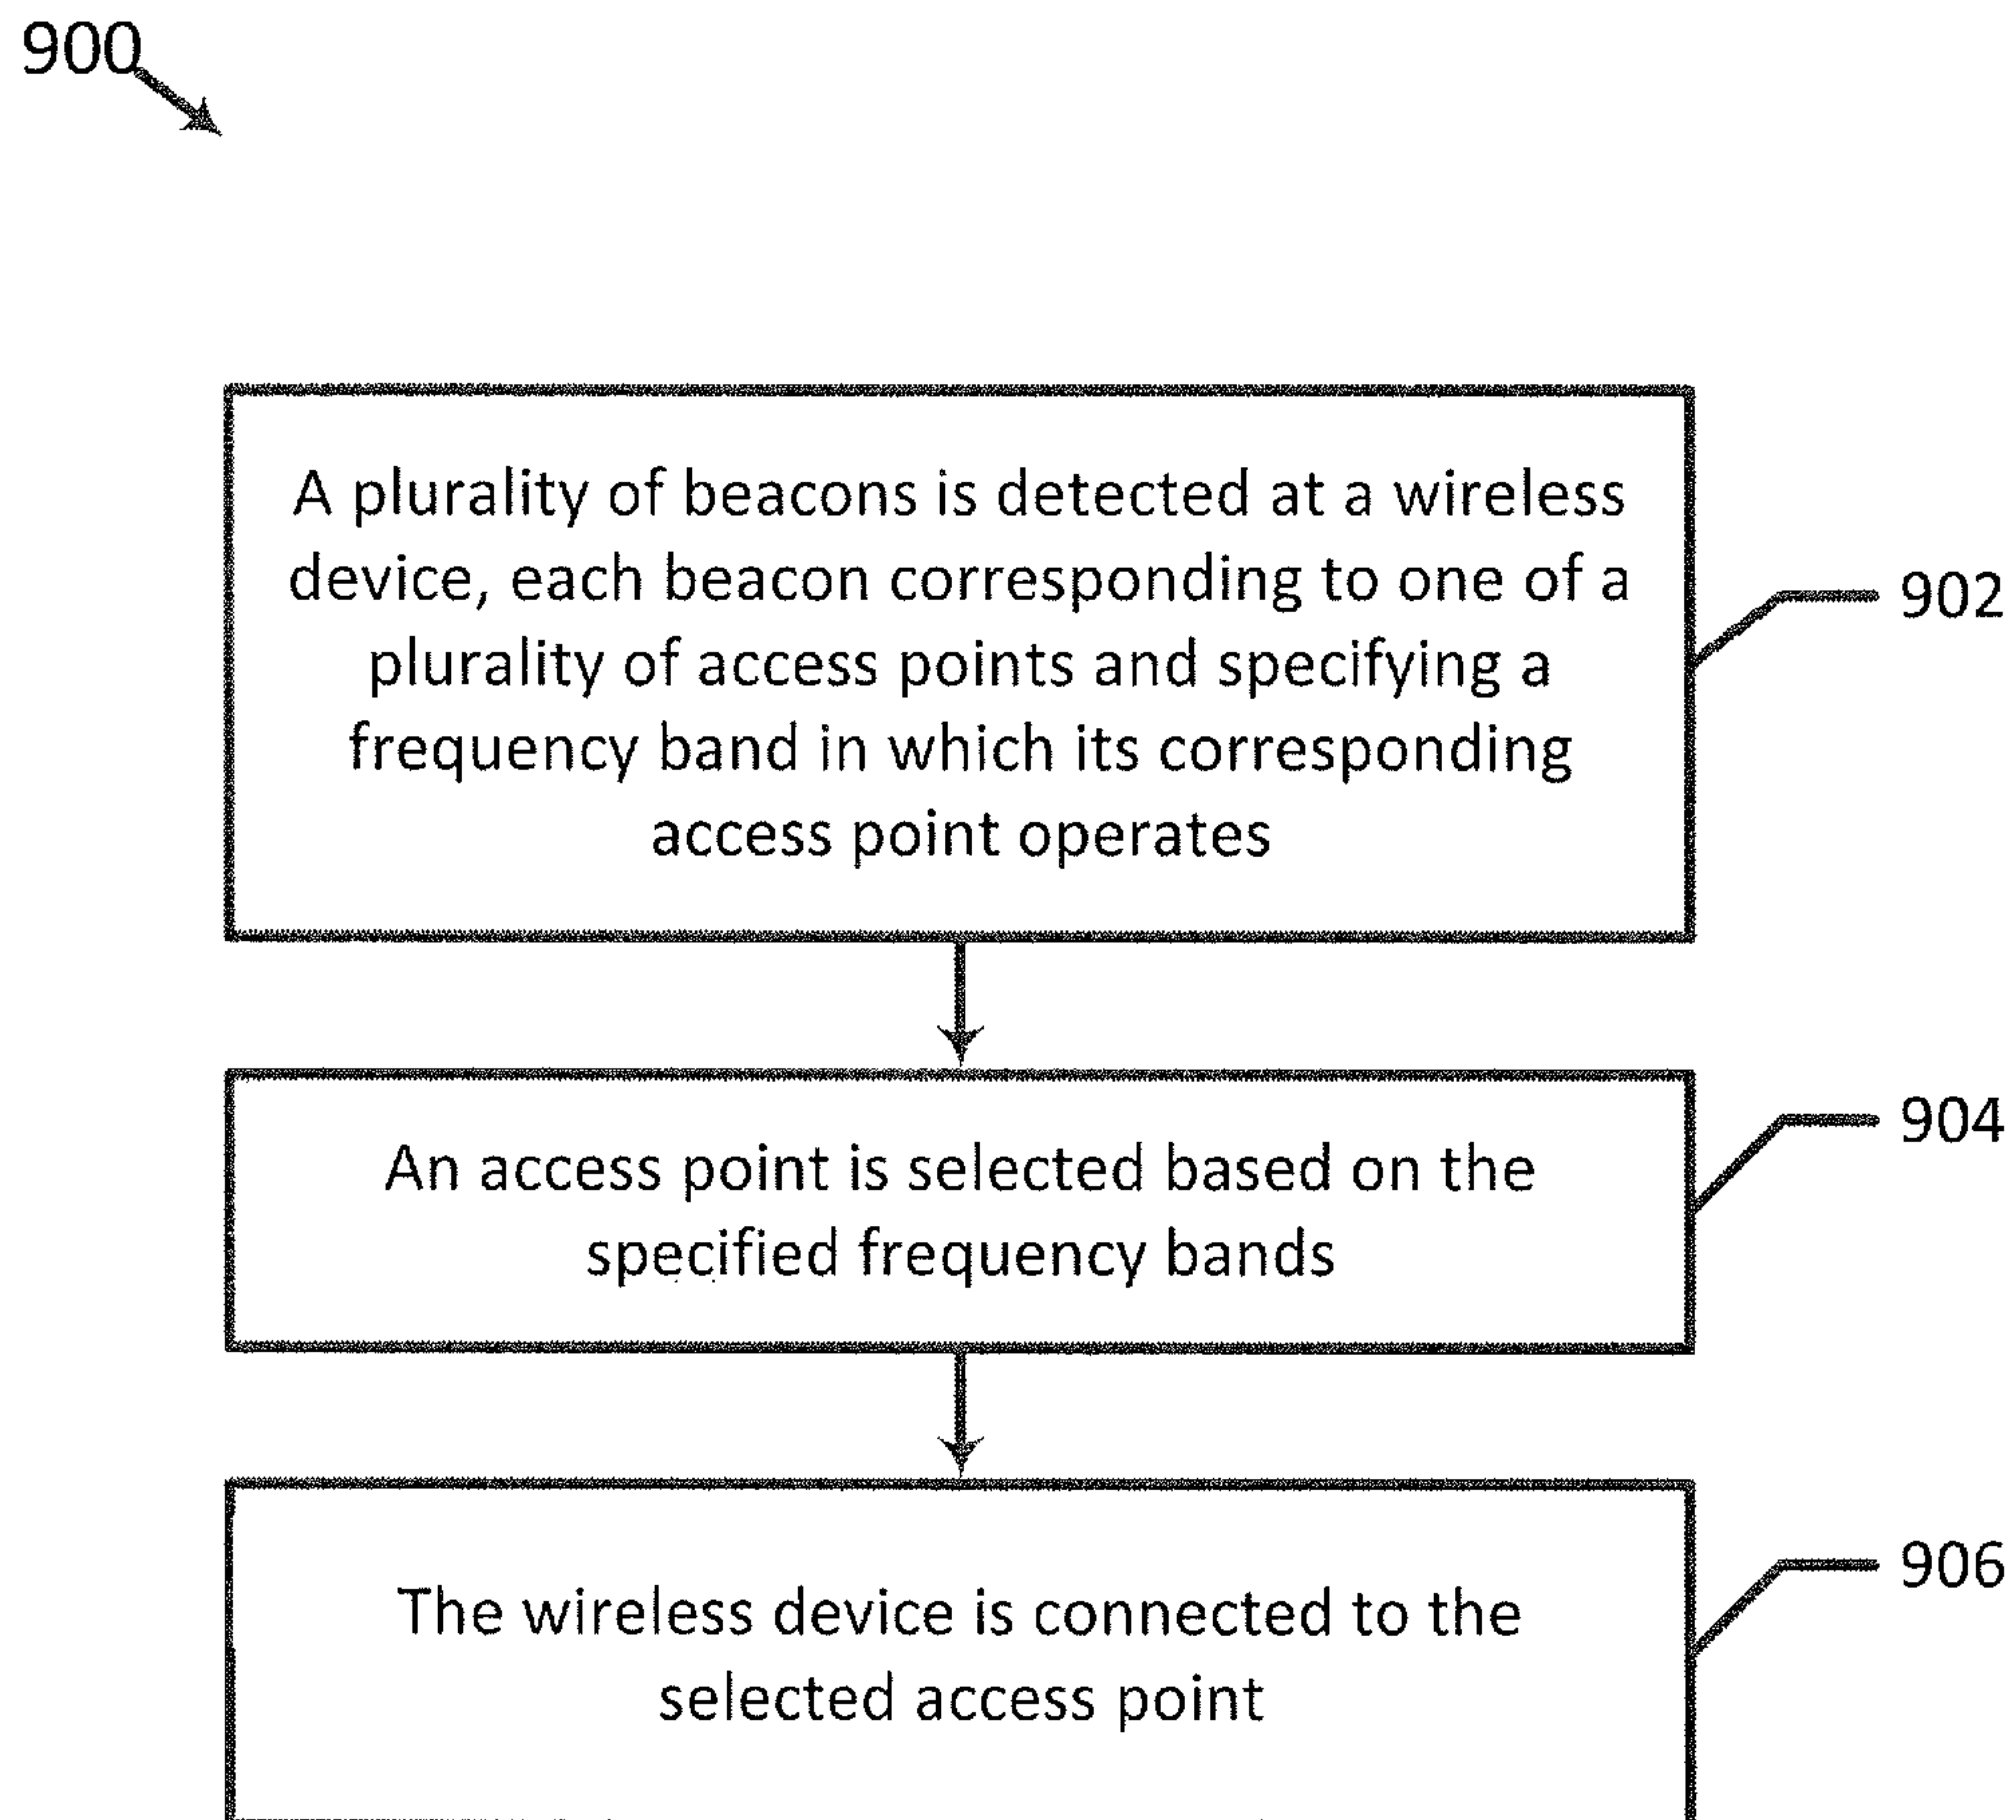 900
A plurality of beacons is detected at a wireless
device, each beacon corresponding to one of a
plurality of access points and specifying a
frequency band in which its corresponding
access point operates
902
An access point is selected based on the
specified frequency bands
904
The wireless device is connected to the
selected access point
906